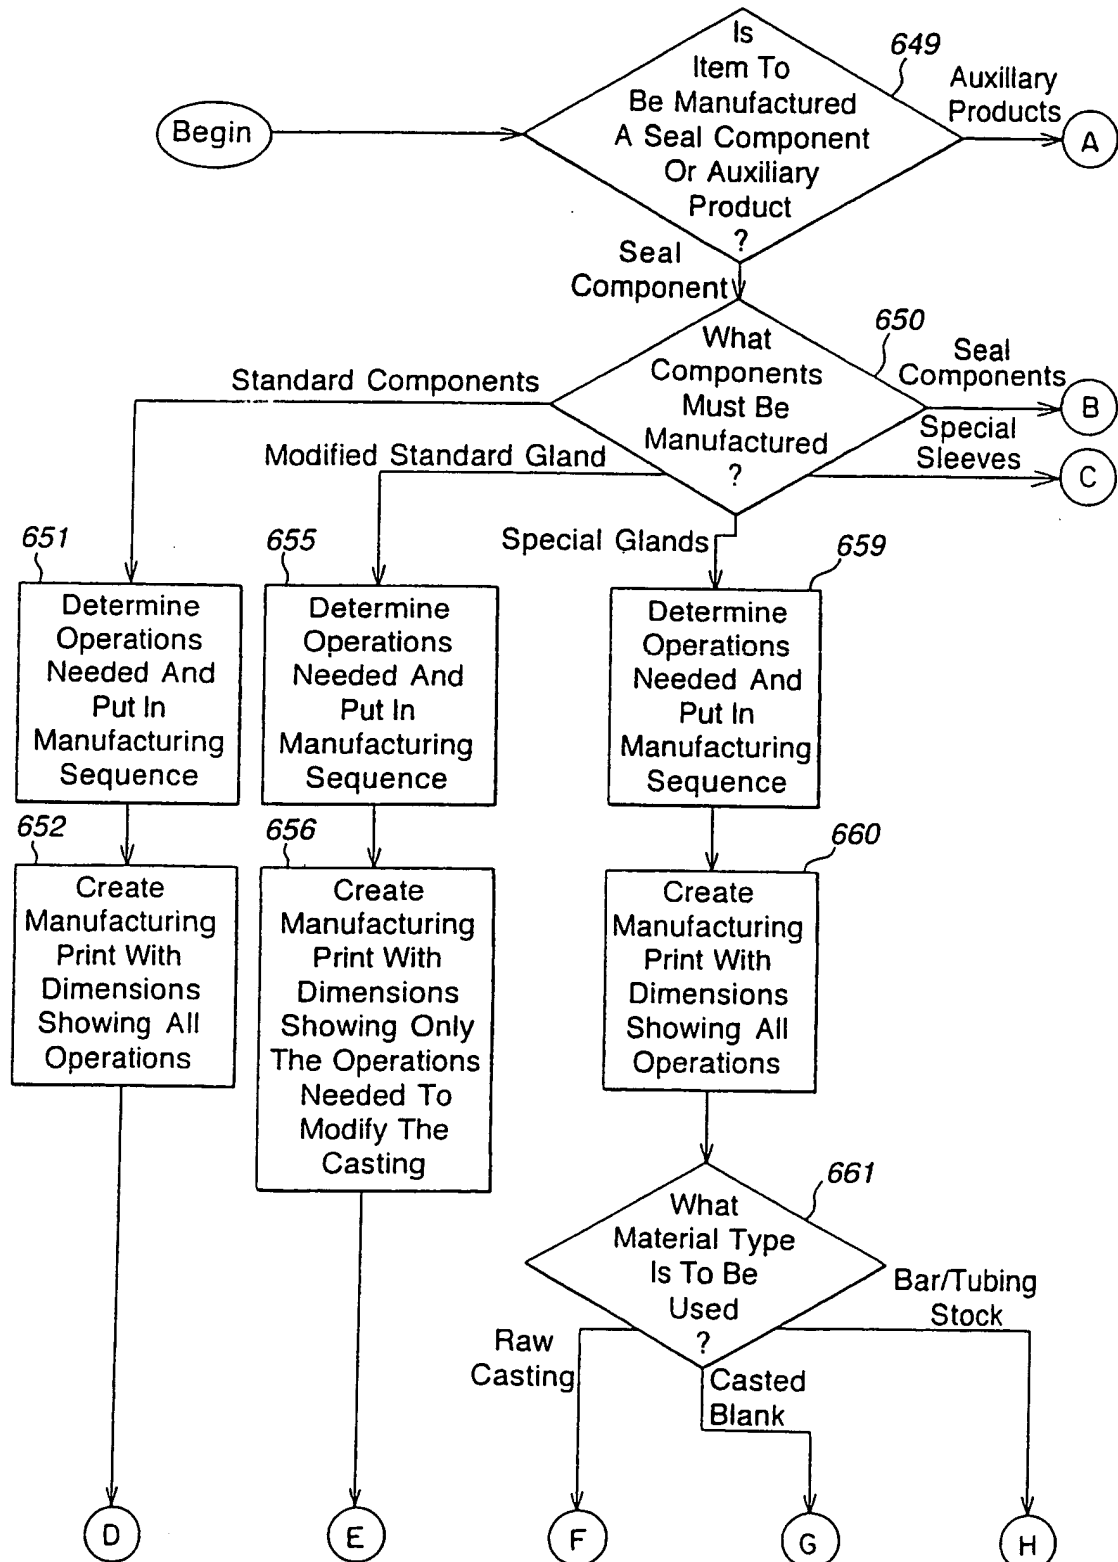 Begin
Is
Item To
Be Manufactured
A Seal Component
Or Auxiliary
Product
?
649
Auxillary
Products
A
Seal
Component
What
Components
Must Be
Manufactured
?
650
Seal
Components
B
Special
Sleeves
C
Standard Components
Modified Standard Gland
Special Glands
651
Determine
Operations
Needed And
Put In
Manufacturing
Sequence
655
Determine
Operations
Needed And
Put In
Manufacturing
Sequence
659
Determine
Operations
Needed And
Put In
Manufacturing
Sequence
652
Create
Manufacturing
Print With
Dimensions
Showing All
Operations
656
Create
Manufacturing
Print With
Dimensions
Showing Only
The Operations
Needed To
Modify The
Casting
660
Create
Manufacturing
Print With
Dimensions
Showing All
Operations
661
What
Material Type
Is To Be
Used
?
Raw
Casting
Casted
Blank
Bar/Tubing
Stock
D
E
F
G
H